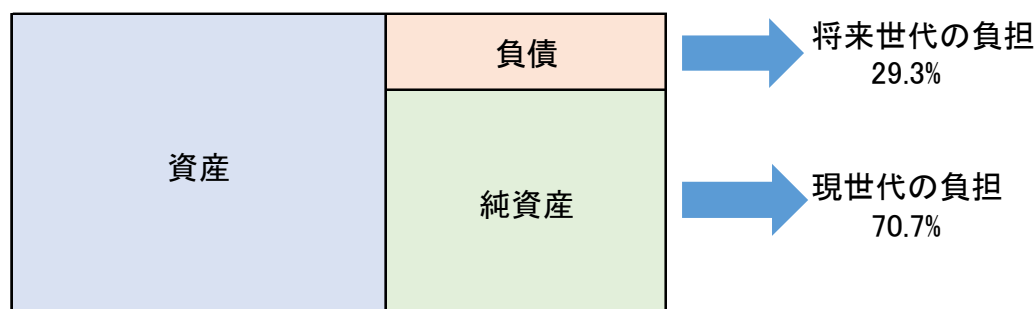 資産
負債
純資産
将来世代の負担
29.3%
現世代の負担
70.7%